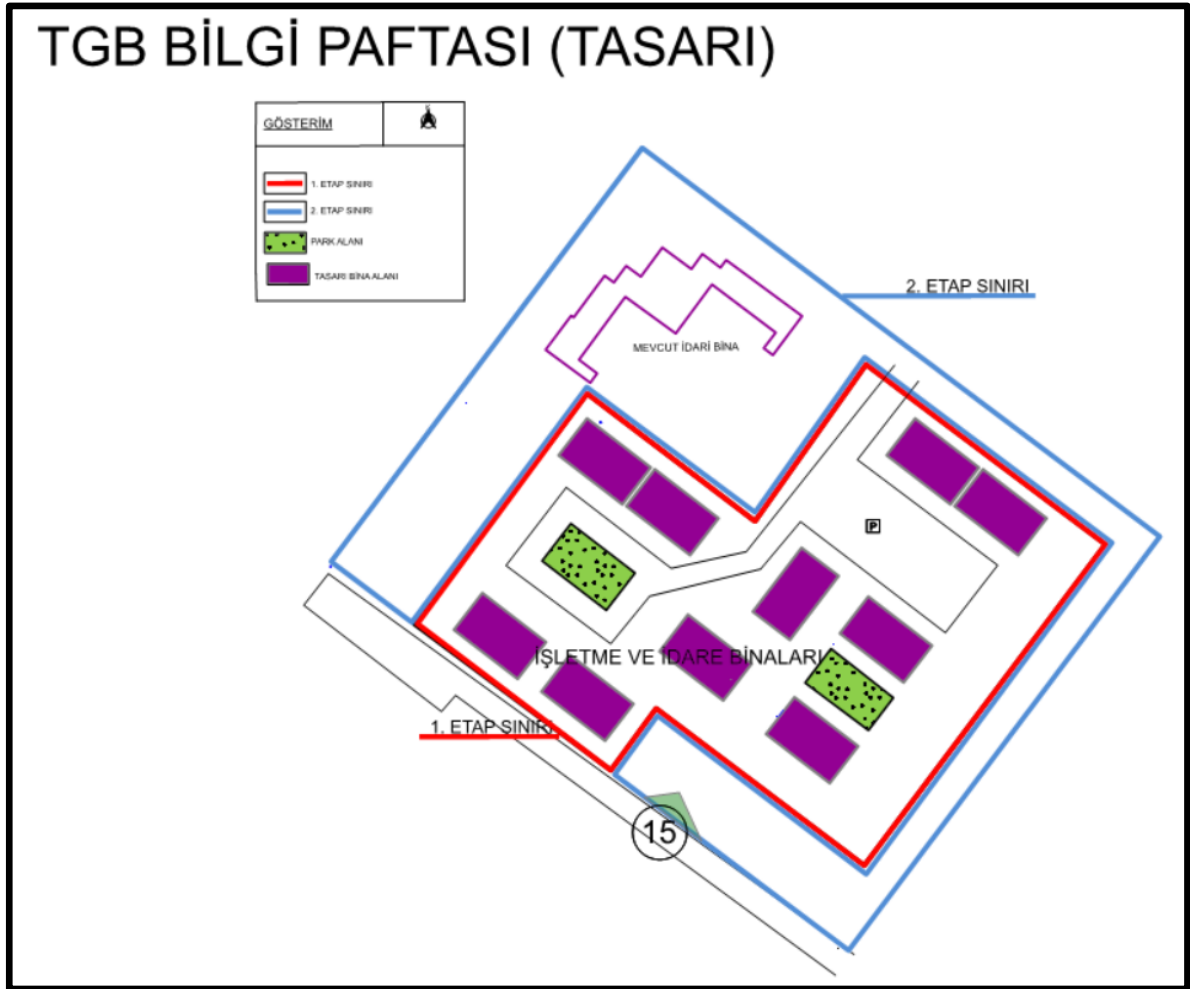 TGB BİLGİ PAFTASI (TASARI)
GÖSTERİM
1. ETAP SINIRI
2. ETAP SINIRI
PARK ALANI
TASARI BİNA ALANI
2. ETAP SINIRI
MEVCUT İDARİ BİNA
P
İŞLETME VE İDARE BİNALARI
1. ETAP SINIRI
15